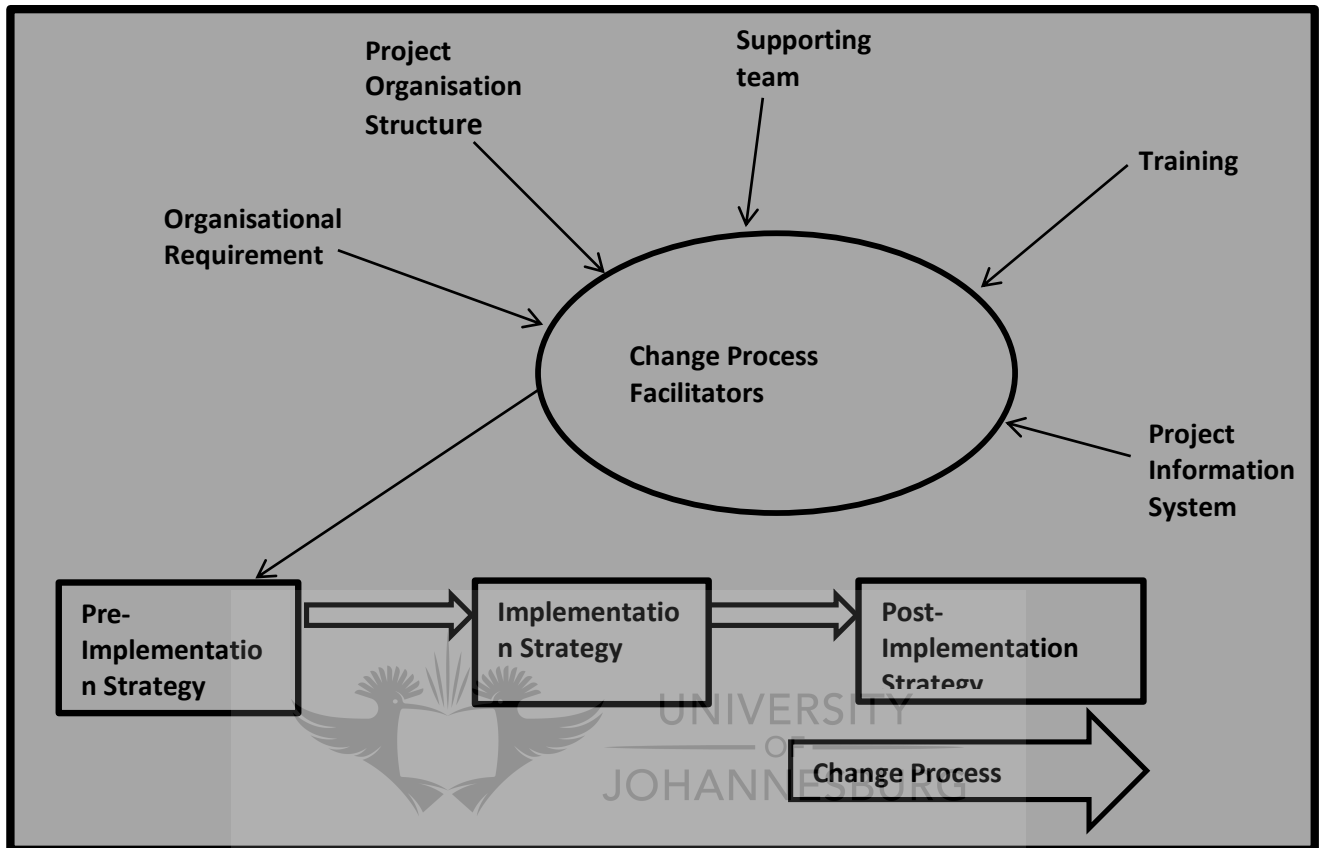 Project
Organisation
Structure
Supporting
team
Training
Organisational
Requirement
Change Process
Facilitators
Project
Information
System
Pre-
Implementatio
n Strategy
Implementatio
n Strategy
Post-
Implementation
Strategy
UNIVERSITY
OF
JOHANNESBURG
Change Process